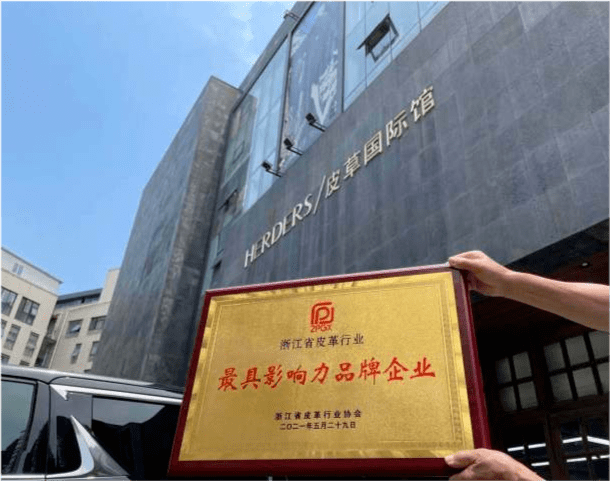 HERDERS/皮草国际馆
ZPGX
浙江省皮革行业
最具影响力品牌企业
浙江省皮革行业协会
二〇二一年五月二十九日